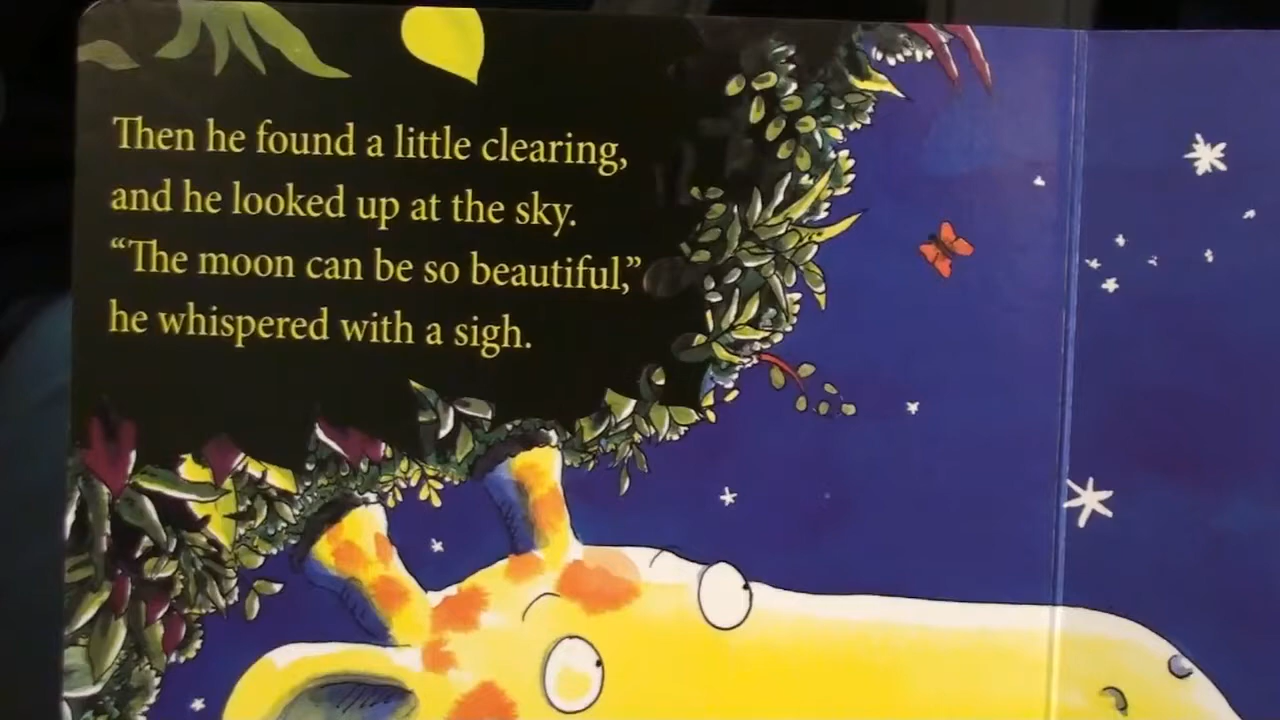 Then he found a little clearing,
and he looked up at the sky.
“The moon can be so beautiful,”
he whispered with a sigh.